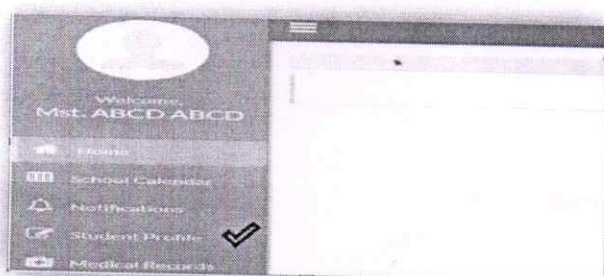 Welcome,
Mst. ABCD ABCD
Home
School Calendar
Notifications
Student Profile
Medical Records